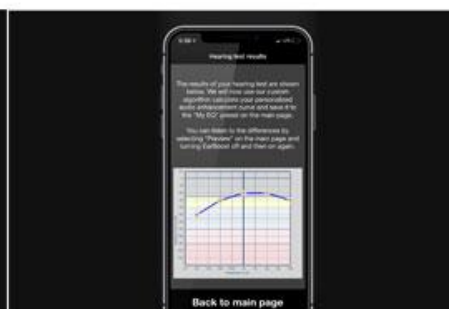 Hearing test results
The results of your hearing test are shown
below. We will now use our custom
algorithm calculate your personalized
audio enhancement curve and save it to
the "My EQ" preset on the main page.
You can listen to the differences by
selecting "Preview" on the main page and
turning EarBoost off and then on again.
Back to main page